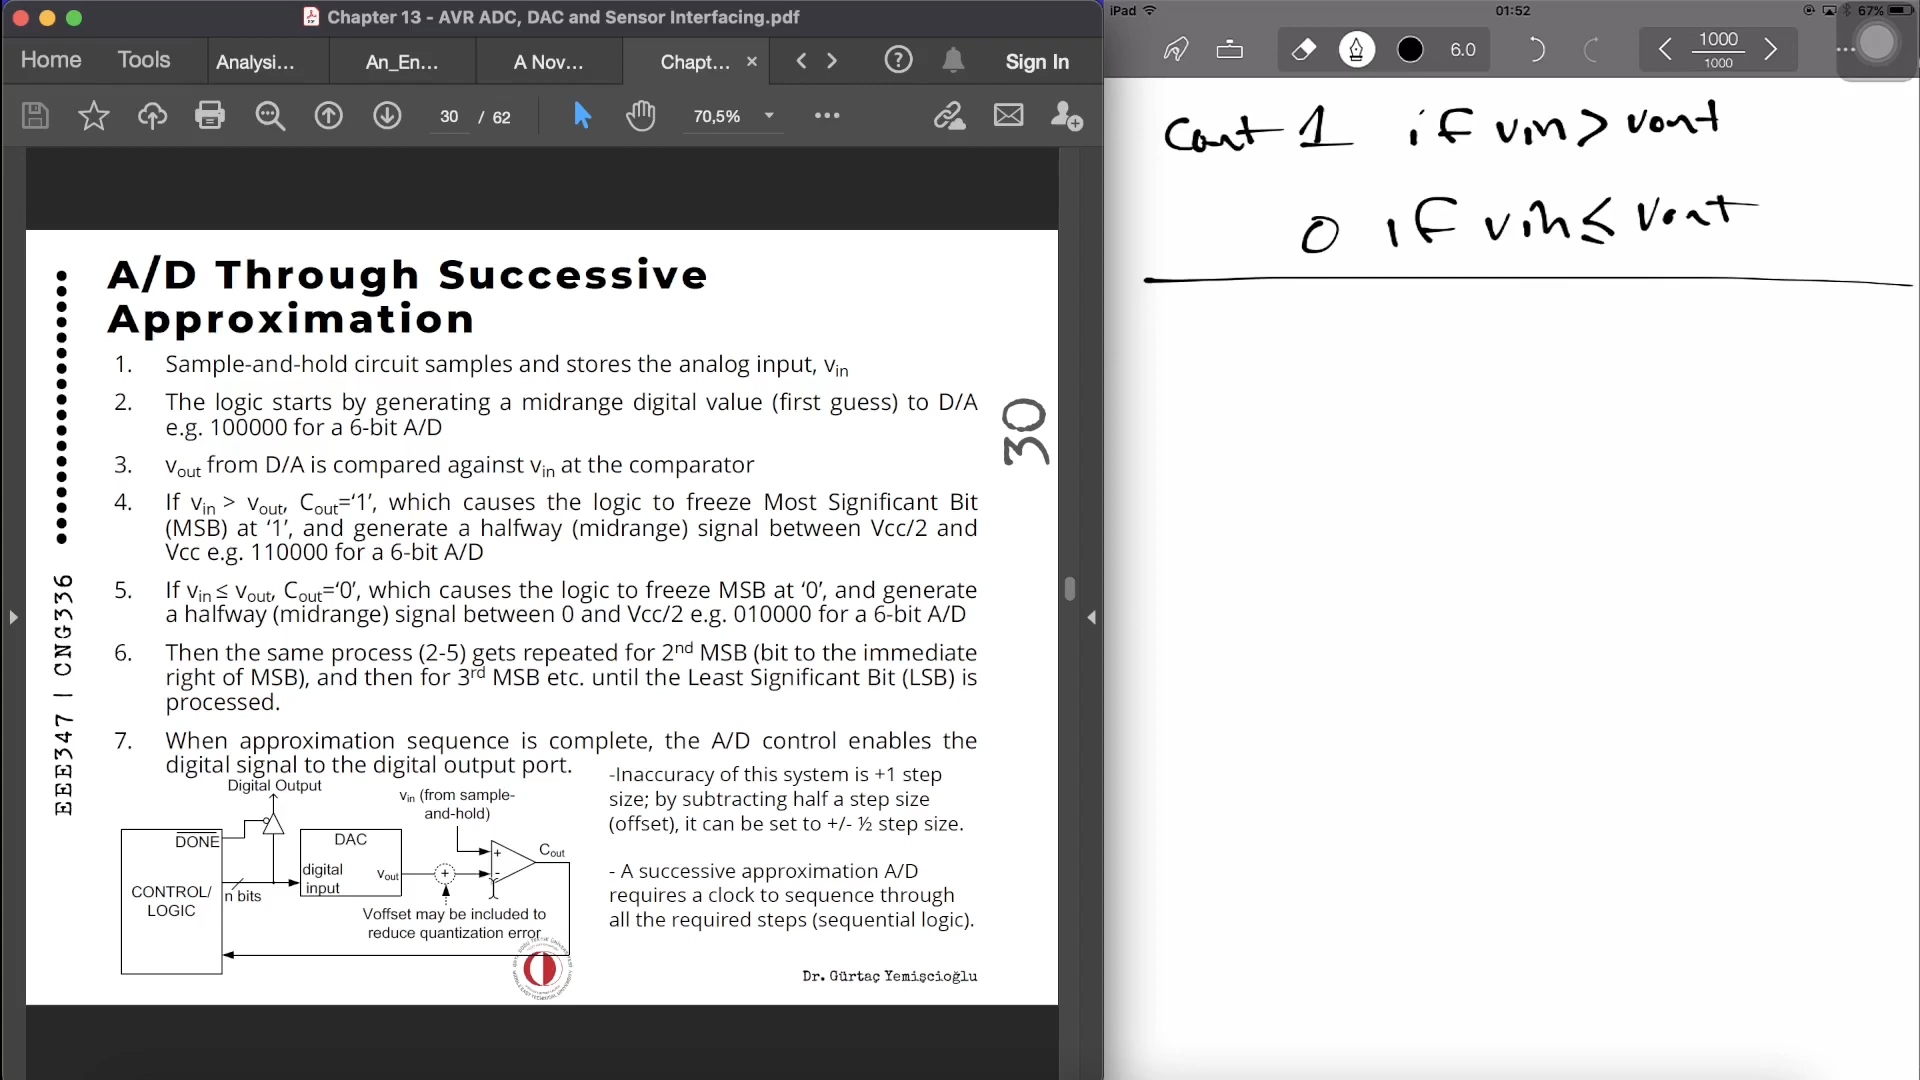 Chapter 13 - AVR ADC, DAC and Sensor Interfacing.pdf
Home Tools Analysi... An_En... A Nov... Chapt... × Sign In
30 / 62 70,5%
A/D Through Successive
Approximation
1. Sample-and-hold circuit samples and stores the analog input, vin
2. The logic starts by generating a midrange digital value (first guess) to D/A
e.g. 100000 for a 6-bit A/D
3. vout from D/A is compared against vin at the comparator
4. If vin > vout, Cout='1', which causes the logic to freeze Most Significant Bit
(MSB) at '1', and generate a halfway (midrange) signal between Vcc/2 and
Vcc e.g. 110000 for a 6-bit A/D
5. If vin ≤ vout, Cout='0', which causes the logic to freeze MSB at '0', and generate
a halfway (midrange) signal between 0 and Vcc/2 e.g. 010000 for a 6-bit A/D
6. Then the same process (2-5) gets repeated for 2nd MSB (bit to the immediate
right of MSB), and then for 3rd MSB etc. until the Least Significant Bit (LSB) is
processed.
7. When approximation sequence is complete, the A/D control enables the
digital signal to the digital output port.
30
EEE347 | CNG336
Digital Output
vin (from sample-
and-hold)
DONE
DAC
digital
input
vout
+
+
-
Cout
CONTROL/
LOGIC
n bits
Voffset may be included to
reduce quantization error
-Inaccuracy of this system is +1 step
size; by subtracting half a step size
(offset), it can be set to +/- ½ step size.
- A successive approximation A/D
requires a clock to sequence through
all the required steps (sequential logic).
Dr. Gürtaç Yemişcioğlu
iPad 01:52 67%
6.0 1000
1000
Cout 1 if vin > vout
0 if vin ≤ vout